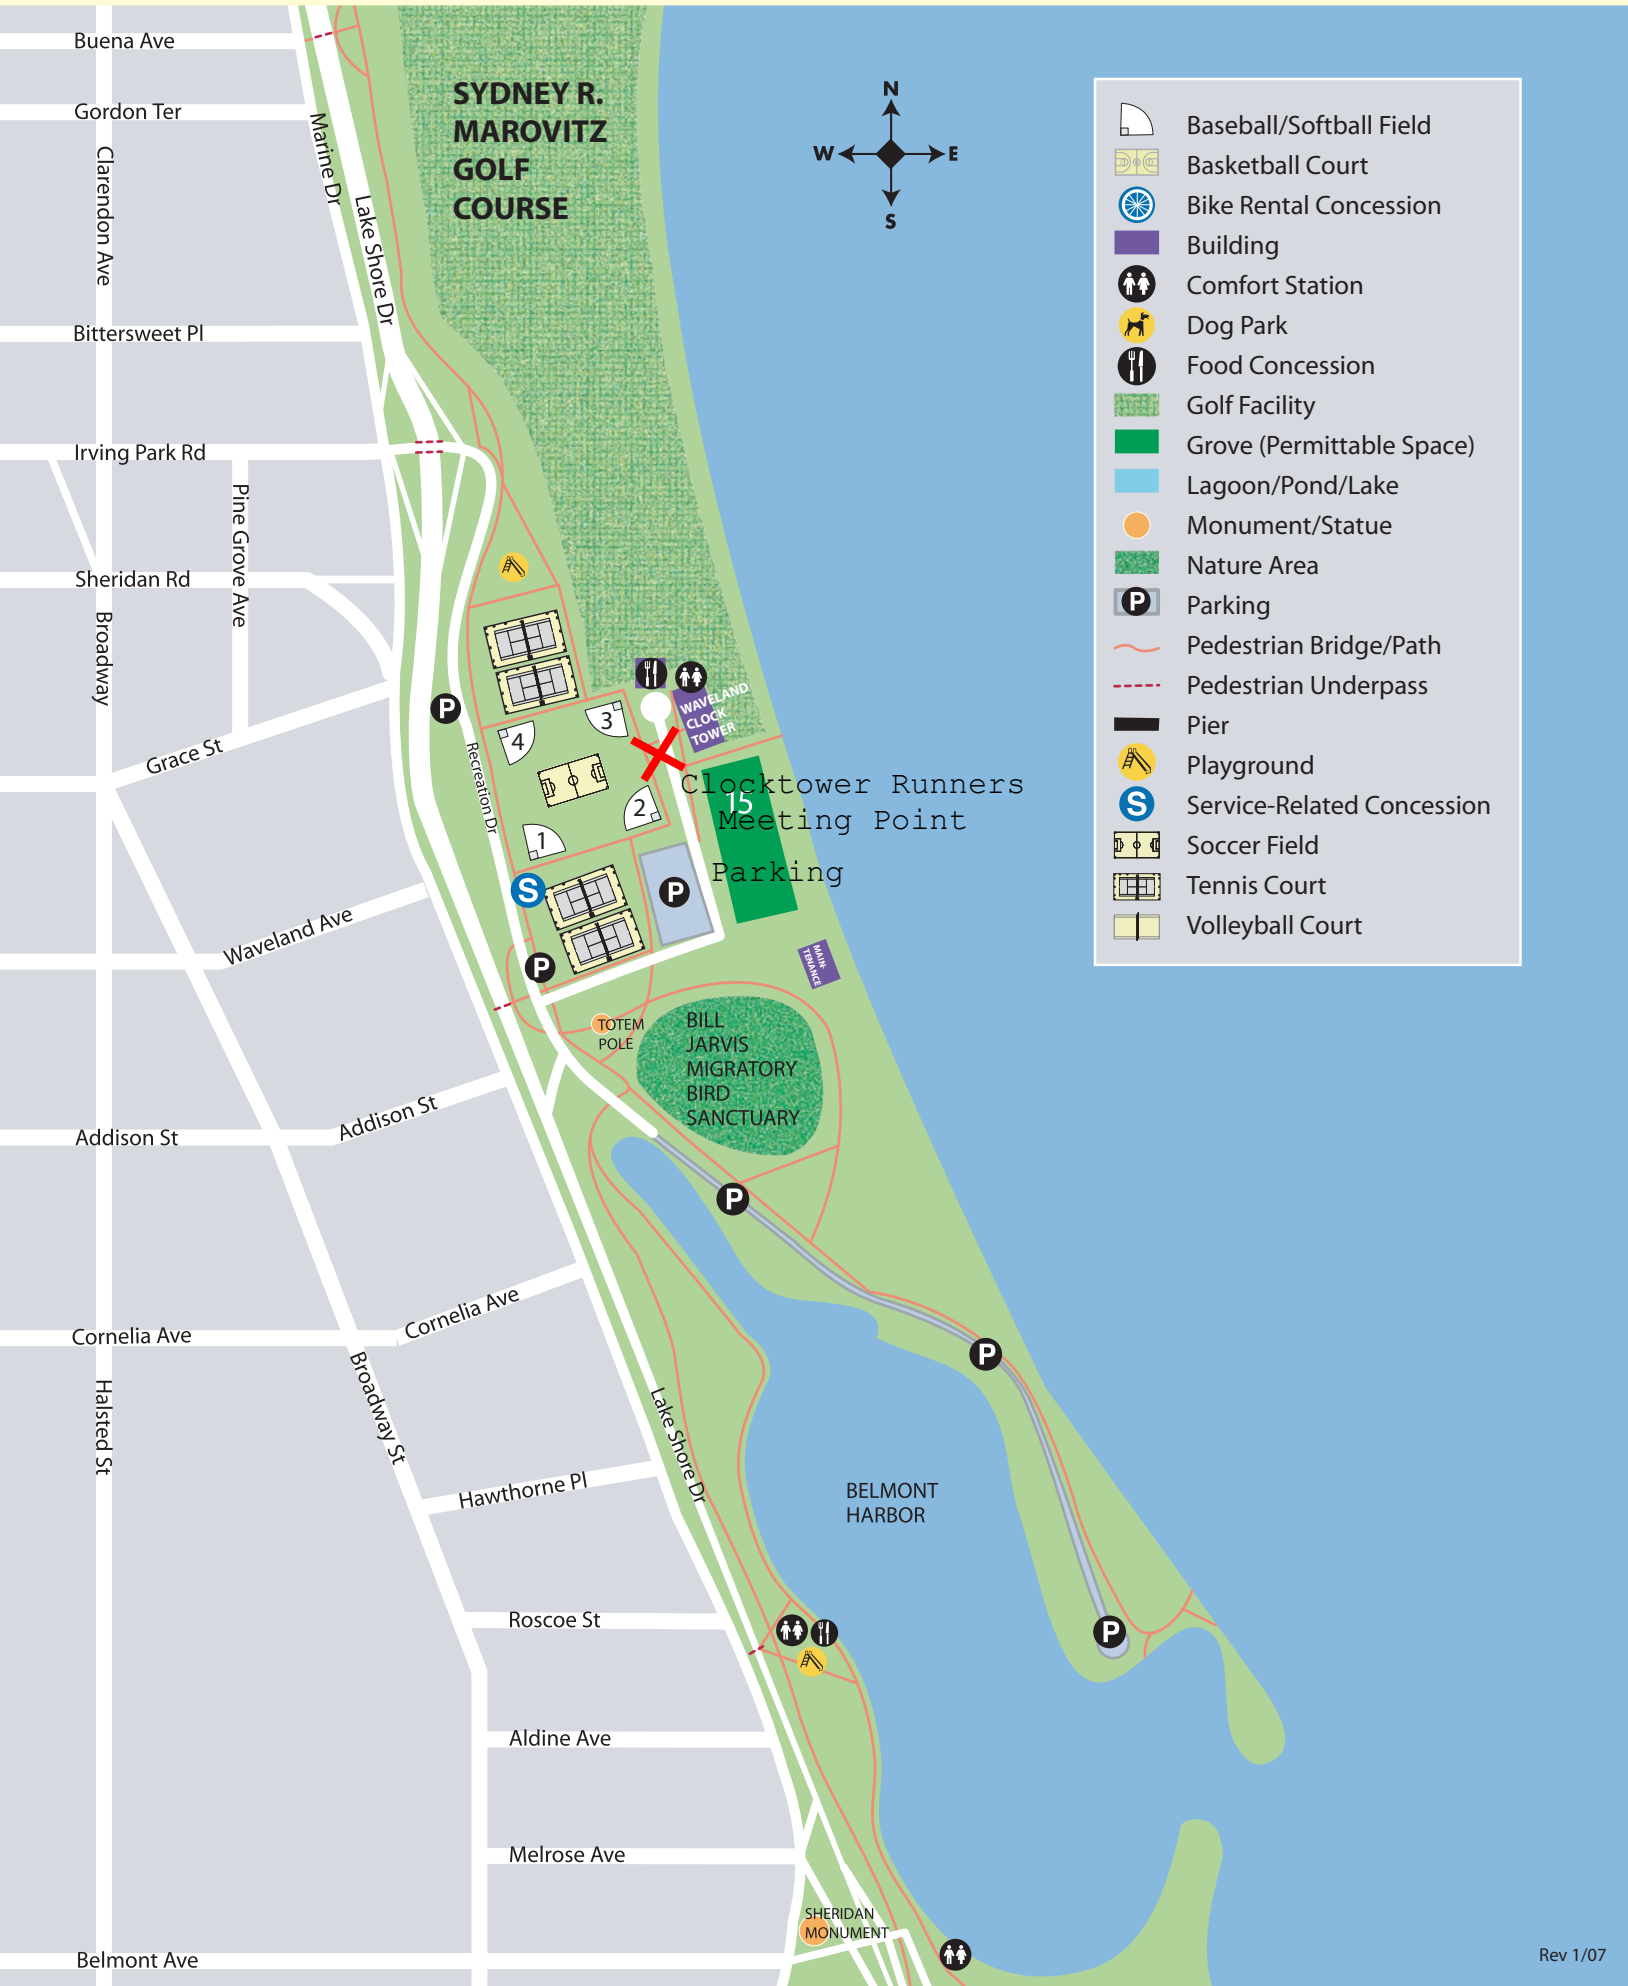 Buena Ave
Gordon Ter
Clarendon Ave
Marine Dr
Lake Shore Dr
SYDNEY R.
MAROVITZ
GOLF
COURSE
N
W
E
S
Bittersweet Pl
Irving Park Rd
Pine Grove Ave
Sheridan Rd
Broadway
Grace St
Recreation Dr
P
WAVELAND
CLOCK
TOWER
3
4
2
1
15
Clocktower Runners
Meeting Point
Parking
S
P
P
Waveland Ave
MAIN-
TENANCE
TOTEM
POLE
BILL
JARVIS
MIGRATORY
BIRD
SANCTUARY
Addison St
Addison St
P
P
P
Cornelia Ave
Cornelia Ave
Halsted St
Broadway St
Lake Shore Dr
Hawthorne Pl
BELMONT
HARBOR
Roscoe St
Aldine Ave
Melrose Ave
SHERIDAN
MONUMENT
Belmont Ave
Baseball/Softball Field
Basketball Court
Bike Rental Concession
Building
Comfort Station
Dog Park
Food Concession
Golf Facility
Grove (Permittable Space)
Lagoon/Pond/Lake
Monument/Statue
Nature Area
P Parking
Pedestrian Bridge/Path
Pedestrian Underpass
Pier
Playground
S Service-Related Concession
Soccer Field
Tennis Court
Volleyball Court
Rev 1/07